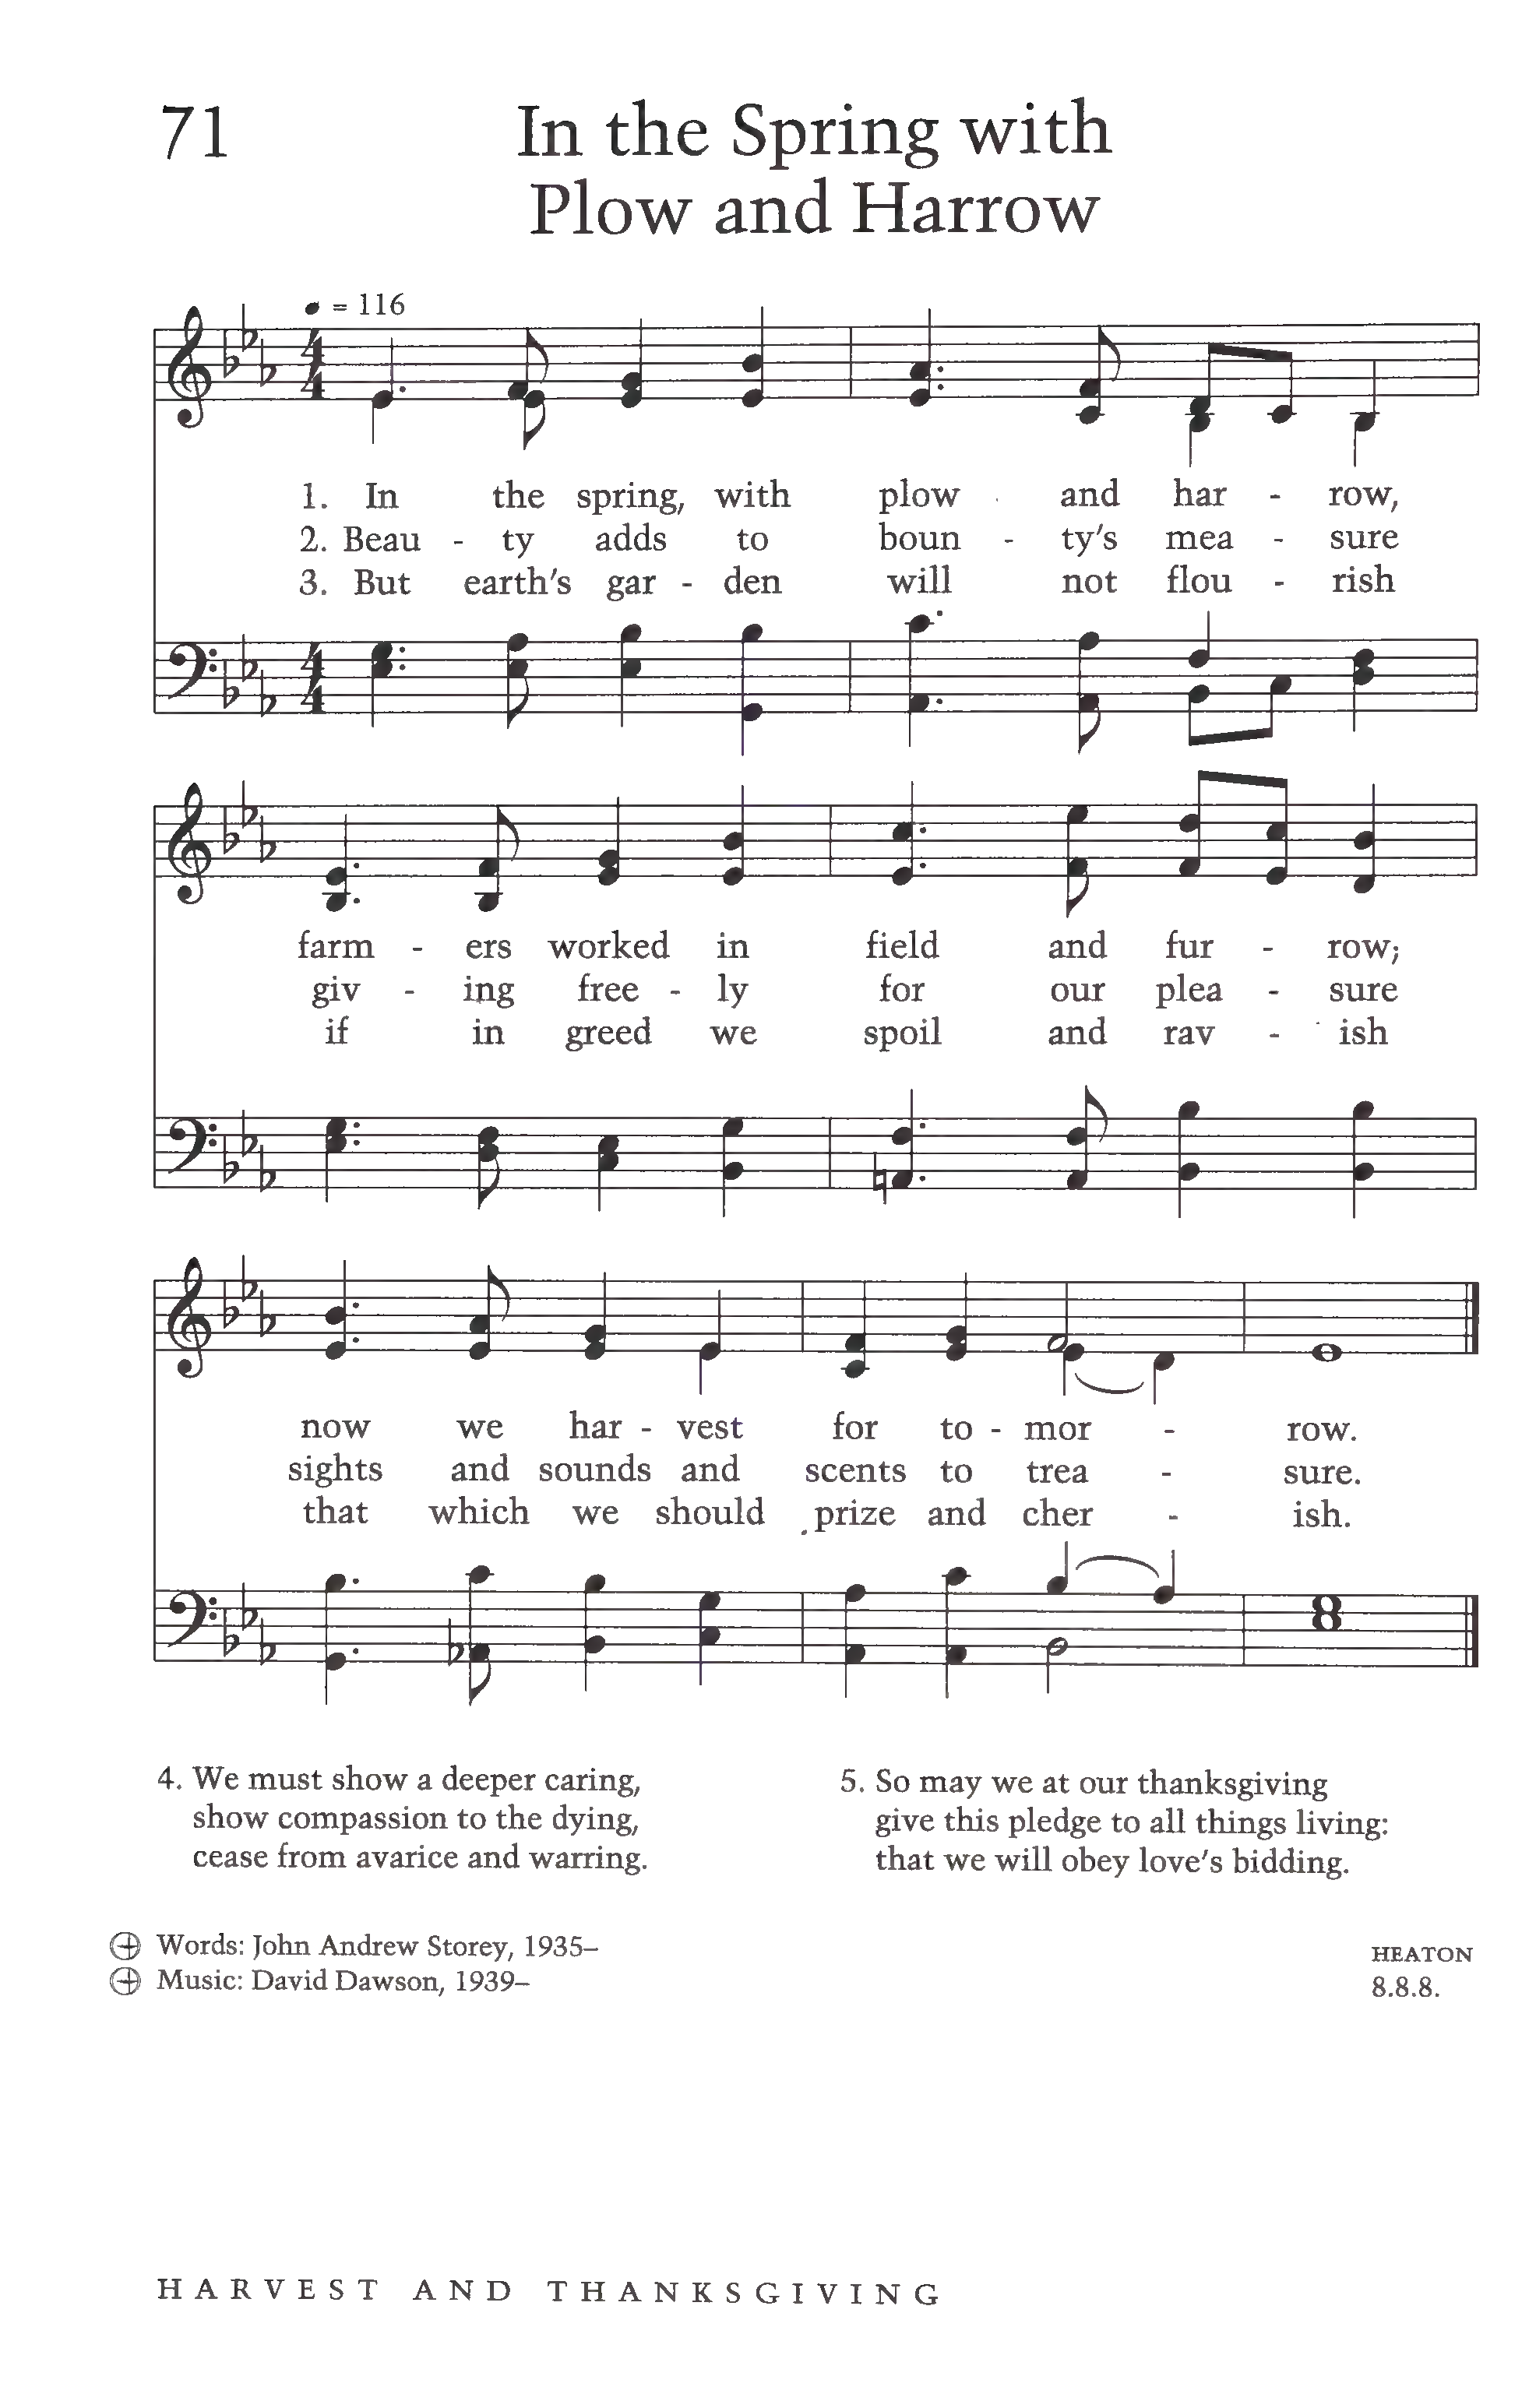 71
In the Spring with
Plow and Harrow
= 116
4 4
1. In the spring, with plow and har - row,
2. Beau - ty adds to boun - ty's mea - sure
3. But earth's gar - den will not flou - rish
4 4
farm - ers worked in field and fur - row;
giv - ing free - ly for our plea - sure
if in greed we spoil and rav - ish
now we har - vest for to - mor - row.
sights and sounds and scents to trea - sure.
that which we should prize and cher - ish.
4. We must show a deeper caring,
show compassion to the dying,
cease from avarice and warring.
5. So may we at our thanksgiving
give this pledge to all things living:
that we will obey love's bidding.
Words: John Andrew Storey, 1935–
Music: David Dawson, 1939–
HEATON
8.8.8.
HARVEST AND THANKSGIVING